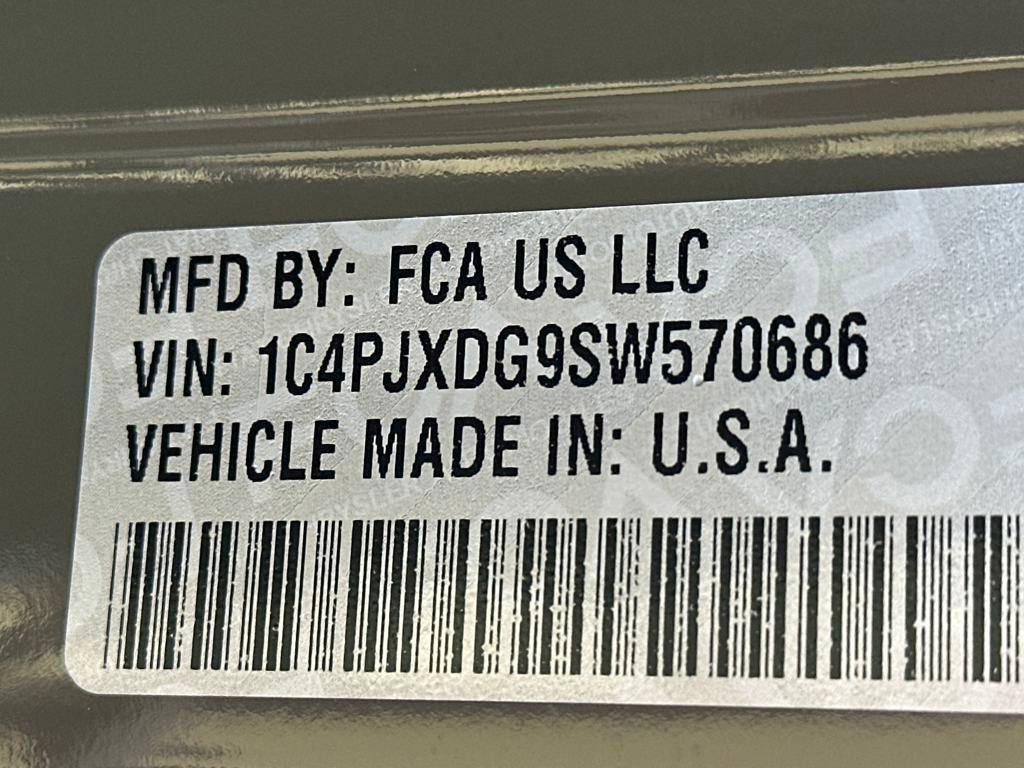 MFD BY: FCA US LLC
VIN: 1C4PJXDG9SW570686
VEHICLE MADE IN: U.S.A.